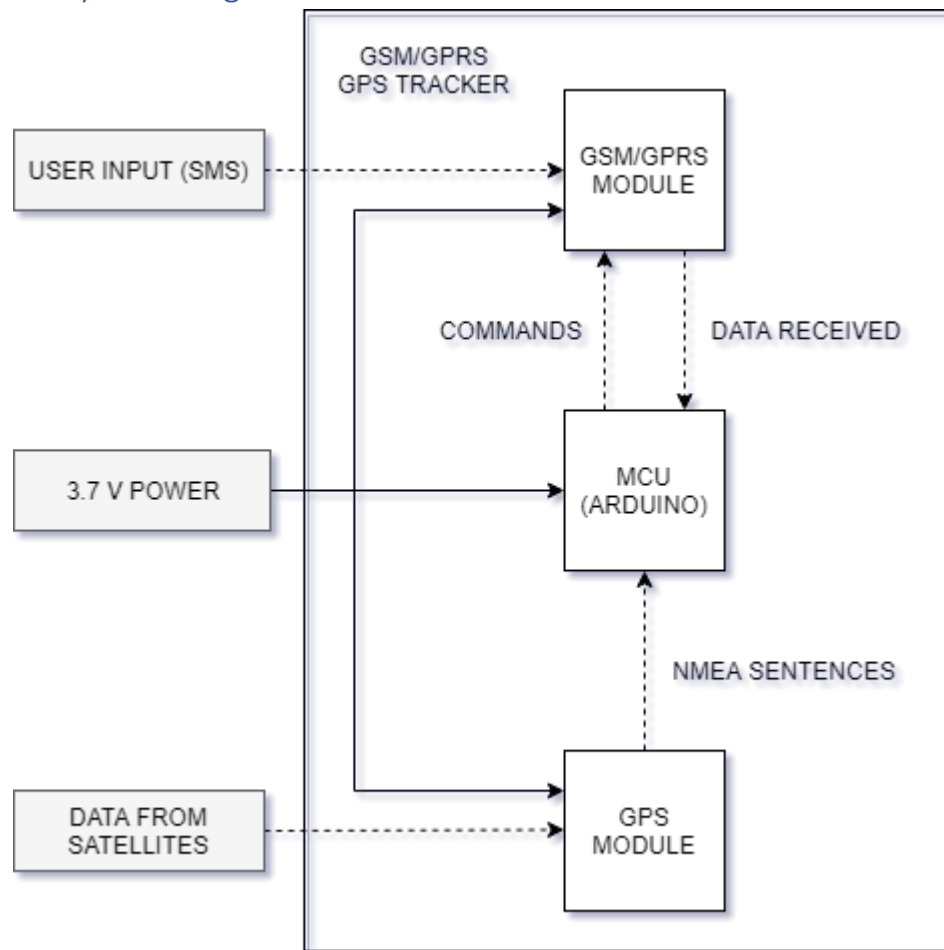 GSM/GPRS
GPS TRACKER
USER INPUT (SMS)
GSM/GPRS
MODULE
COMMANDS
DATA RECEIVED
3.7 V POWER
MCU
(ARDUINO)
NMEA SENTENCES
DATA FROM
SATELLITES
GPS
MODULE